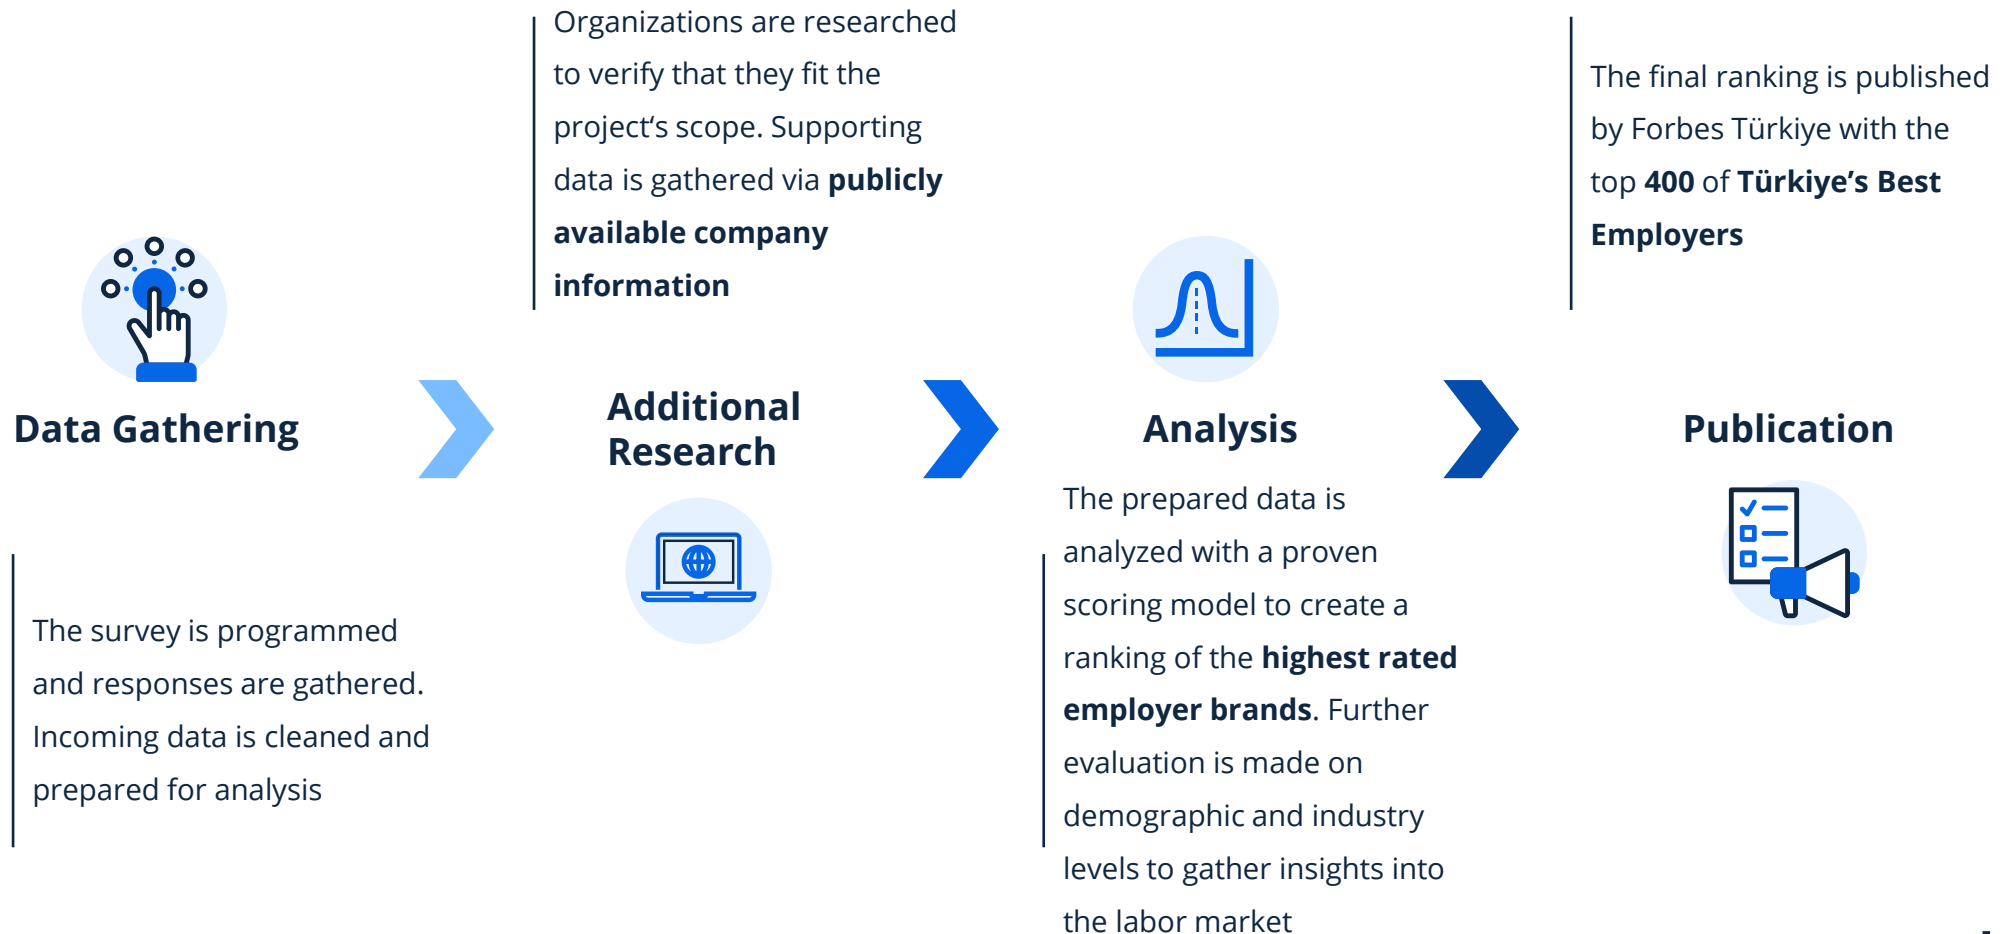 Data Gathering
The survey is programmed
and responses are gathered.
Incoming data is cleaned and
prepared for analysis
Organizations are researched
to verify that they fit the
project‘s scope. Supporting
data is gathered via publicly
available company
information
Additional
Research
Analysis
The prepared data is
analyzed with a proven
scoring model to create a
ranking of the highest rated
employer brands. Further
evaluation is made on
demographic and industry
levels to gather insights into
the labor market
The final ranking is published
by Forbes Türkiye with the
top 400 of Türkiye’s Best
Employers
Publication
-